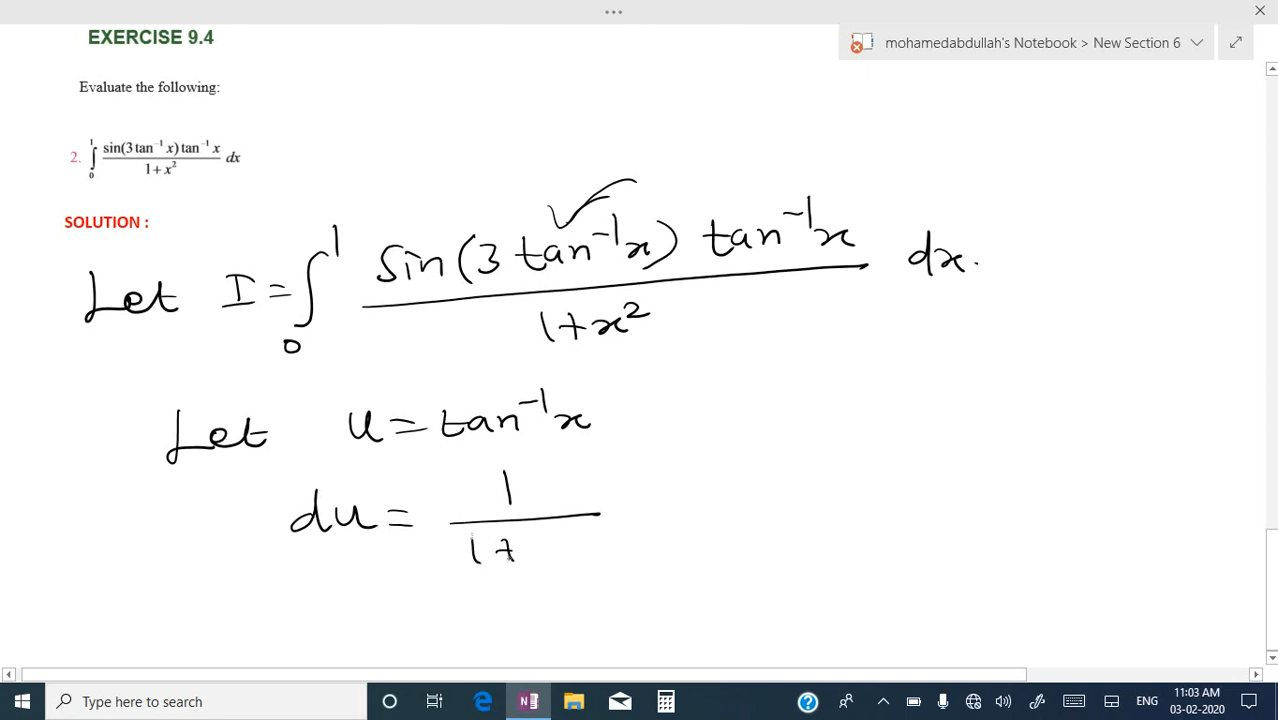 EXERCISE 9.4
mohamedabdullah's Notebook > New Section 6
Evaluate the following:
2. ∫₀¹ sin(3 tan⁻¹ x) tan⁻¹ x / 1 + x² dx
SOLUTION :
Let I = ∫₀¹ sin(3 tan⁻¹x) tan⁻¹x / 1+x² dx.
Let u = tan⁻¹x
du = 1 / 1+
Type here to search
ENG
11:03 AM
03-02-2020